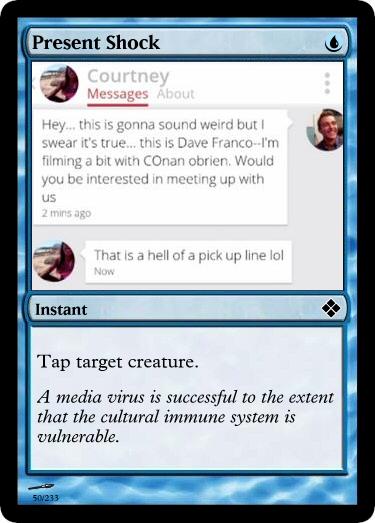 Present Shock
Courtney
Messages About
Hey... this is gonna sound weird but I
swear it's true... this is Dave Franco--I'm
filming a bit with COnan obrien. Would
you be interested in meeting up with
us
2 mins ago
That is a hell of a pick up line lol
Now
Instant
Tap target creature.
A media virus is successful to the extent
that the cultural immune system is
vulnerable.
50/233